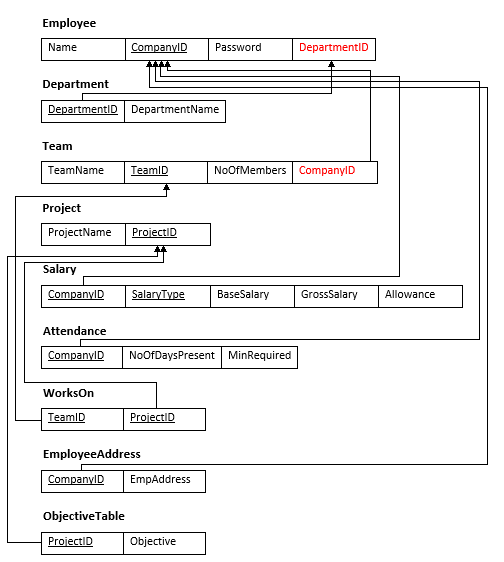 Employee
Name CompanyID Password DepartmentID
Department
DepartmentID DepartmentName
Team
TeamName TeamID NoOfMembers CompanyID
Project
ProjectName ProjectID
Salary
CompanyID SalaryType BaseSalary GrossSalary Allowance
Attendance
CompanyID NoOfDaysPresent MinRequired
WorksOn
TeamID ProjectID
EmployeeAddress
CompanyID EmpAddress
ObjectiveTable
ProjectID Objective